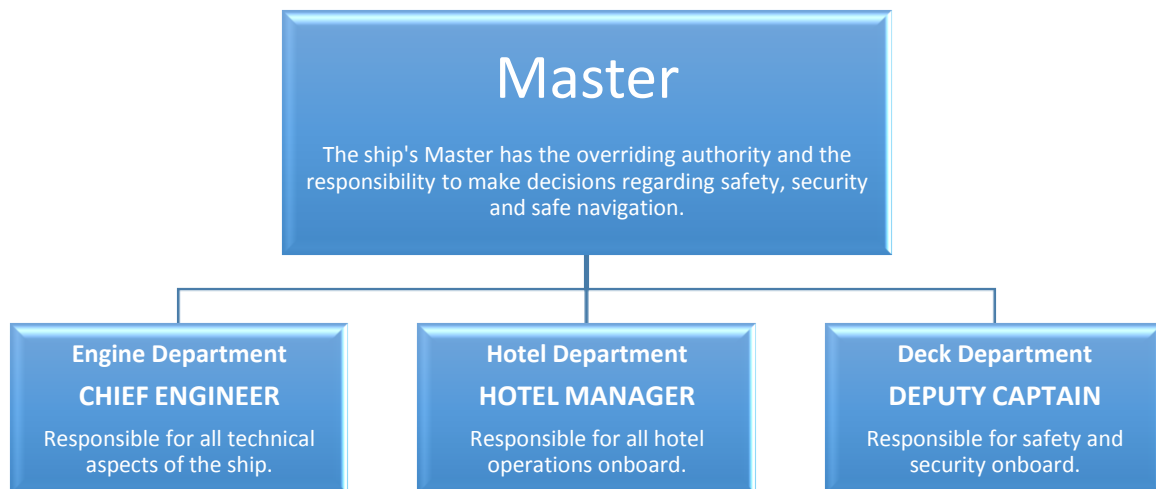 Master
The ship's Master has the overriding authority and the
responsibility to make decisions regarding safety, security
and safe navigation.
Engine Department
CHIEF ENGINEER
Responsible for all technical
aspects of the ship.
Hotel Department
HOTEL MANAGER
Responsible for all hotel
operations onboard.
Deck Department
DEPUTY CAPTAIN
Responsible for safety and
security onboard.